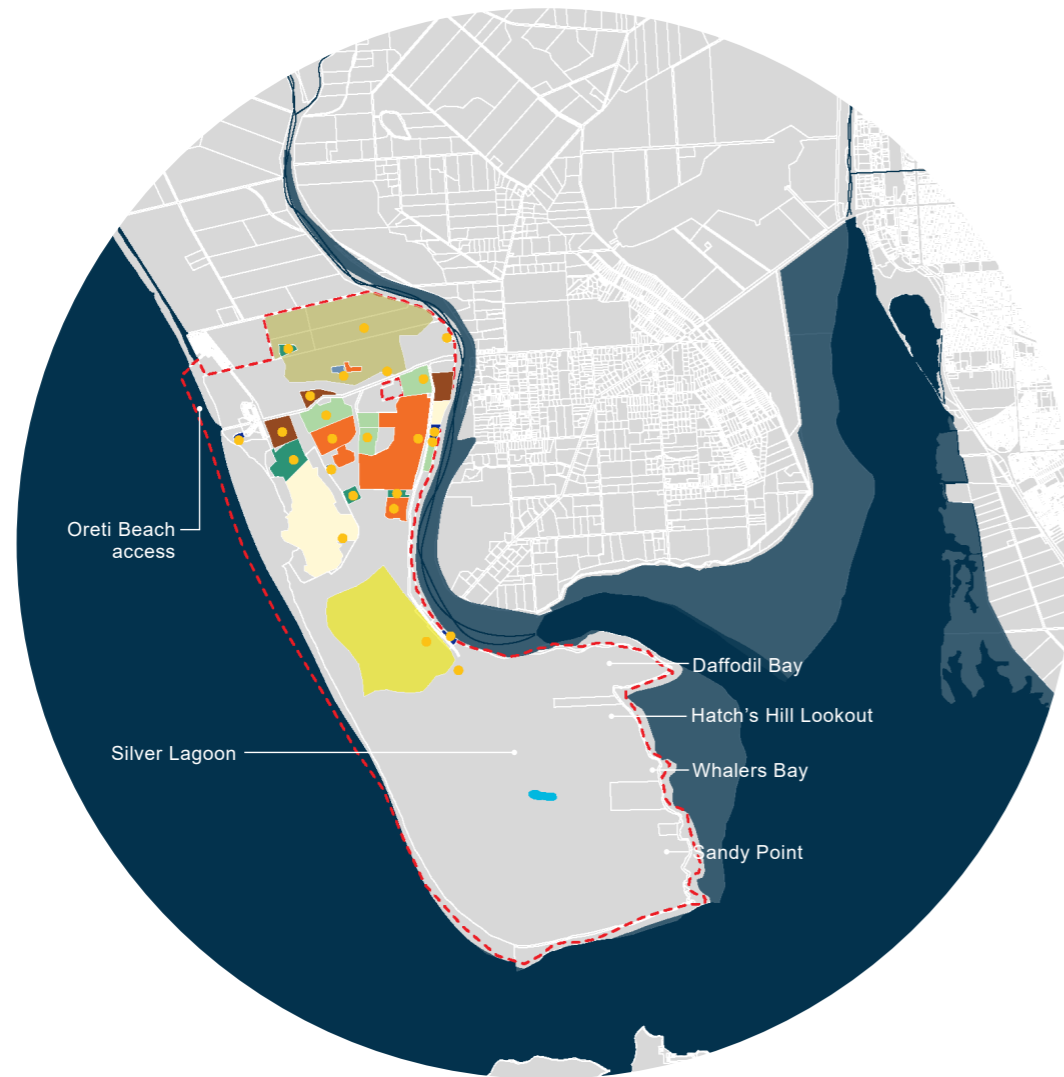 Oreti Beach
access
Daffodil Bay
Hatch's Hill Lookout
Silver Lagoon
Whalers Bay
Sandy Point